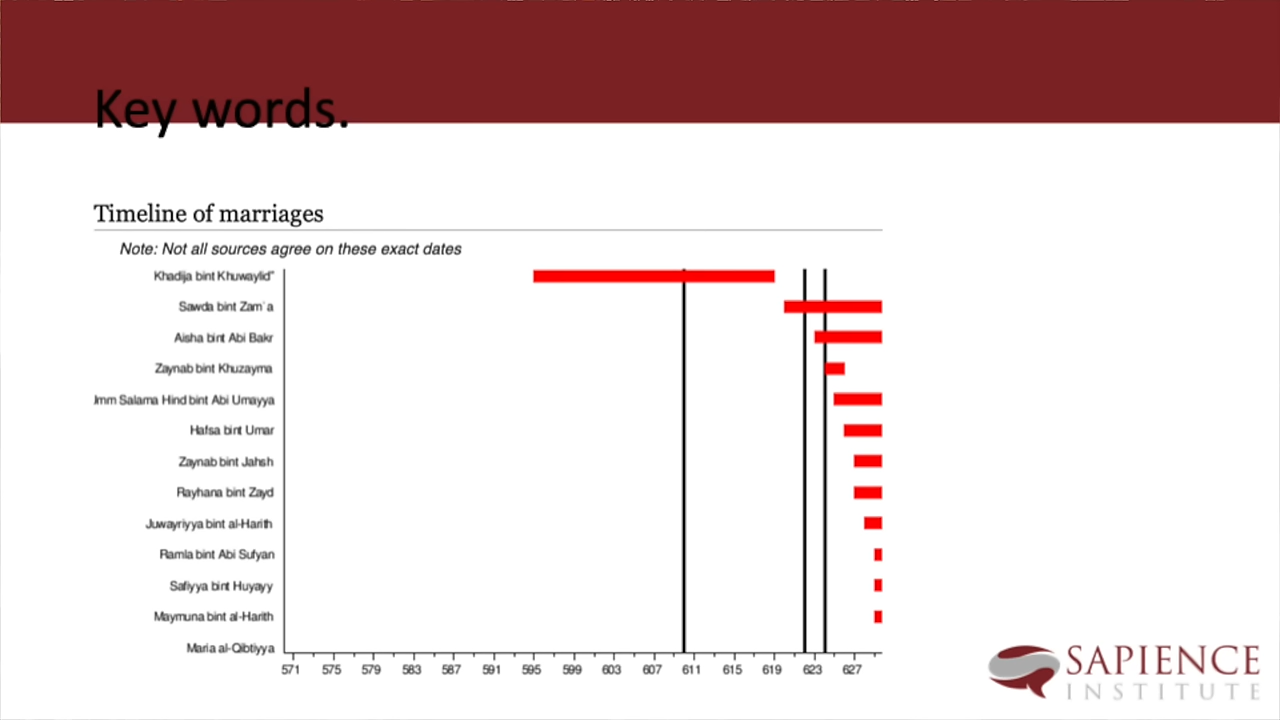 Key words.
Timeline of marriages
Note: Not all sources agree on these exact dates
Khadija bint Khuwaylid"
Sawda bint Zam`a
Aisha bint Abi Bakr
Zaynab bint Khuzayma
Imm Salama Hind bint Abi Umayya
Hafsa bint Umar
Zaynab bint Jahsh
Rayhana bint Zayd
Juwayriyya bint al-Harith
Ramla bint Abi Sufyan
Safiyya bint Huyayy
Maymuna bint al-Harith
Maria al-Qibtiyya
571 575 579 583 587 591 595 599 603 607 611 615 619 623 627
SAPIENCE
INSTITUTE